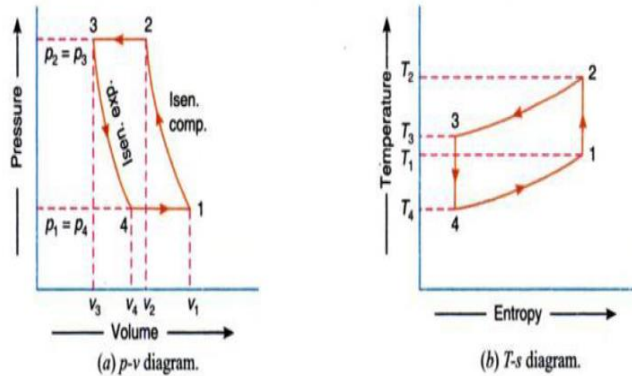 Pressure
p₂ = p₃
p₁ = p₄
3
2
Isen. exp.
Isen.
comp.
4
1
v₃
v₄
v₂
v₁
Volume
(a) p-v diagram.
Temperature
T₂
T₃
T₁
T₄
2
3
1
4
Entropy
(b) T-s diagram.